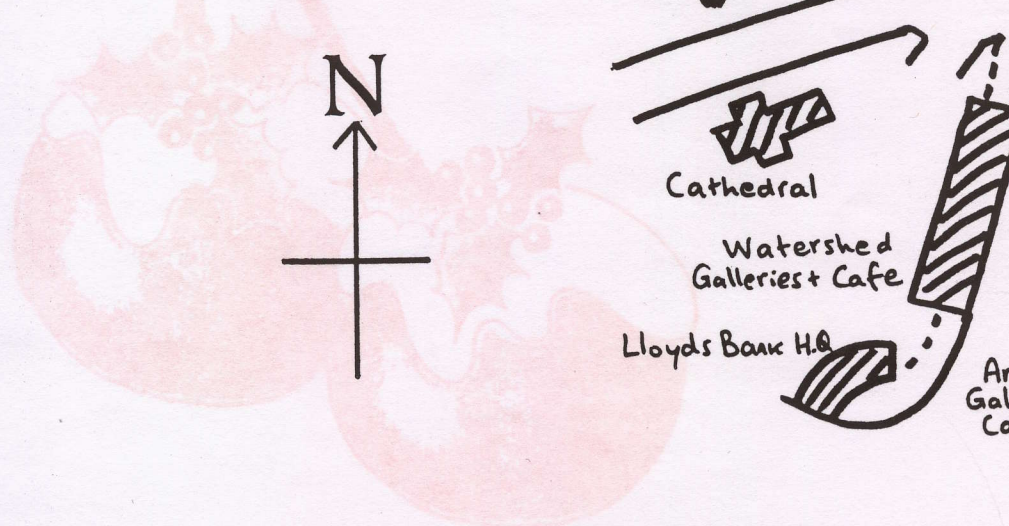 N
Cathedral
Watershed
Galleries + Cafe
Lloyds Bank H.Q